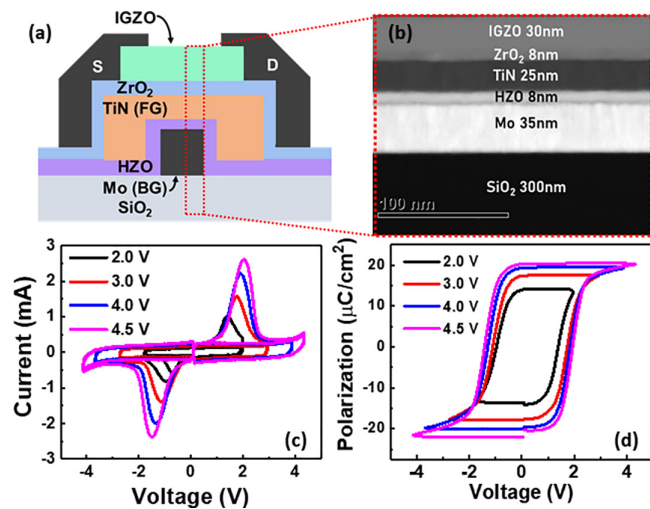 (a)
IGZO
S
D
ZrO₂
TiN (FG)
HZO
Mo (BG)
SiO₂
(b)
IGZO 30nm
ZrO₂ 8nm
TiN 25nm
HZO 8nm
Mo 35nm
SiO₂ 300nm
100 nm
Current (mA)
3
2
1
0
-1
-2
-3
2.0 V
3.0 V
4.0 V
4.5 V
(c)
-4 -2 0 2 4
Voltage (V)
Polarization (µC/cm²)
20
10
0
-10
-20
2.0 V
3.0 V
4.0 V
4.5 V
(d)
-4 -2 0 2 4
Voltage (V)